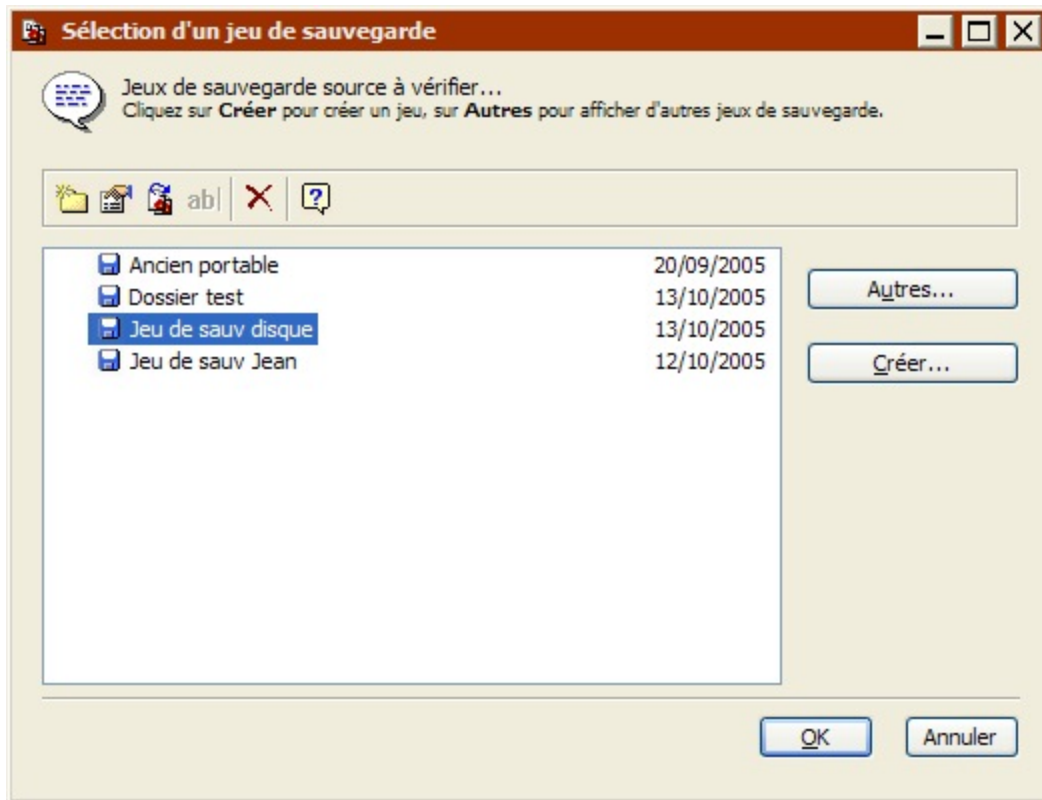 Sélection d'un jeu de sauvegarde
Jeux de sauvegarde source à vérifier...
Cliquez sur Créer pour créer un jeu, sur Autres pour afficher d'autres jeux de sauvegarde.
ab|
Ancien portable 20/09/2005
Dossier test 13/10/2005
Jeu de sauv disque 13/10/2005
Jeu de sauv Jean 12/10/2005
Autres...
Créer...
OK
Annuler